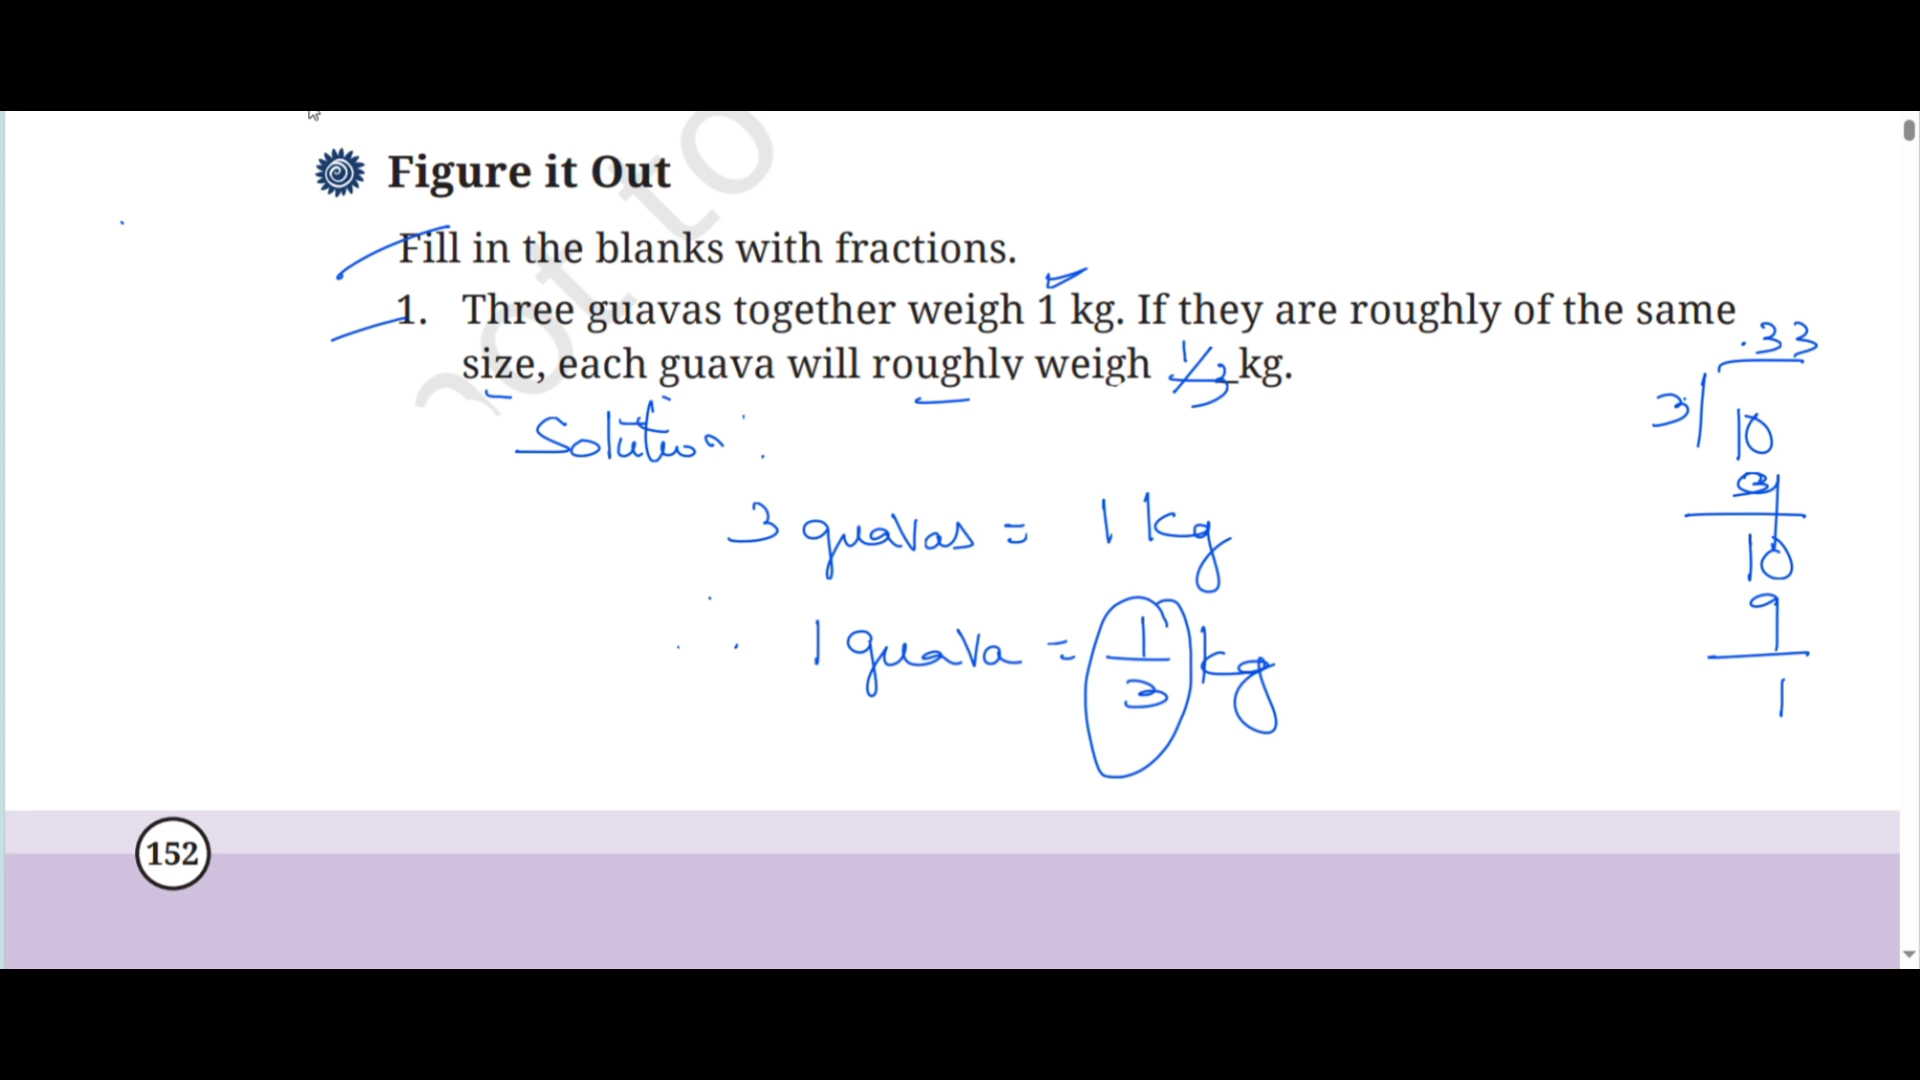 not to
Figure it Out
Fill in the blanks with fractions.
1. Three guavas together weigh 1 kg. If they are roughly of the same
size, each guava will roughly weigh 1/3 kg.
Solution:
3 guavas = 1 kg
∴ 1 guava = 1/3 kg
.33
3 10
9
10
9
1
152